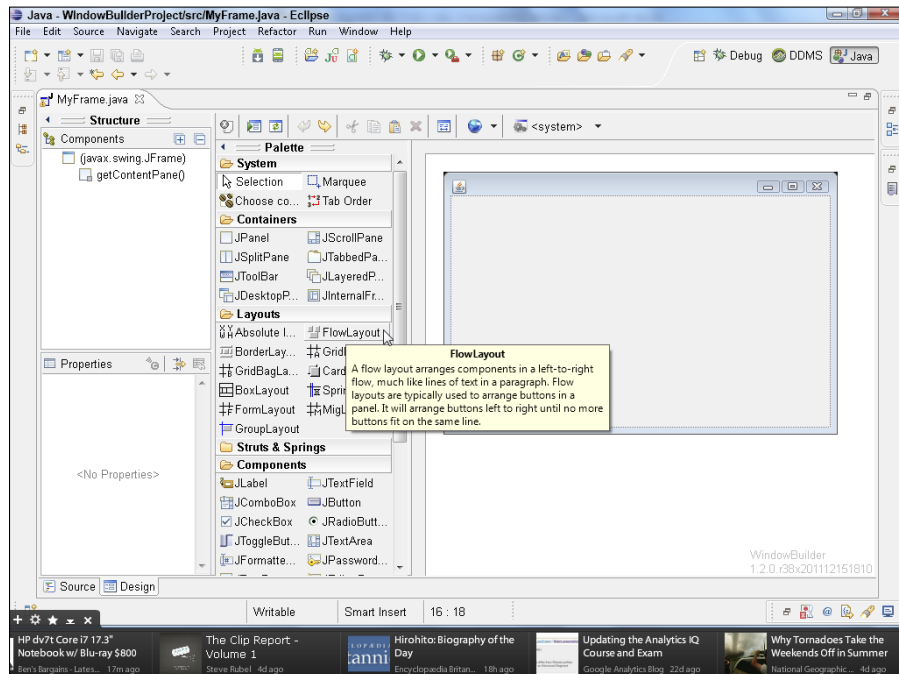 Java - WIndowBuilderProject/src/MyFrame.java - Eclipse
File Edit Source Navigate Search Project Refactor Run Window Help
Debug DDMS Java
MyFrame.java
Structure
Components
(javax.swing.JFrame)
getContentPane()
<system>
Palette
System
Selection Marquee
Choose co... Tab Order
Containers
JPanel JScrollPane
JSplitPane JTabbedPa...
JToolBar JLayeredP...
JDesktopP... JInternalFr...
Layouts
Absolute l... FlowLayout
BorderLay... Grid
GridBagLa... Card
BoxLayout Sprin
FormLayout MigL
GroupLayout
FlowLayout
A flow layout arranges components in a left-to-right
flow, much like lines of text in a paragraph. Flow
layouts are typically used to arrange buttons in a
panel. It will arrange buttons left to right until no more
buttons fit on the same line.
Struts & Springs
Components
JLabel JTextField
JComboBox JButton
JCheckBox JRadioButt...
JToggleBut... JTextArea
JFormatte... JPassword...
Properties
<No Properties>
WindowBuilder
1.2.0.r38x201112151810
Source Design
Writable Smart Insert 16 : 18
HP dv7t Core i7 17.3"
Notebook w/ Blu-ray $800
Ben's Bargains - Lates... 17m ago
The Clip Report -
Volume 1
Steve Rubel 4d ago
Hirohito: Biography of the
Day
Encyclopaedia Britan... 18h ago
Updating the Analytics IQ
Course and Exam
Google Analytics Blog 22d ago
Why Tornadoes Take the
Weekends Off in Summer
National Geographic ... 4d ago